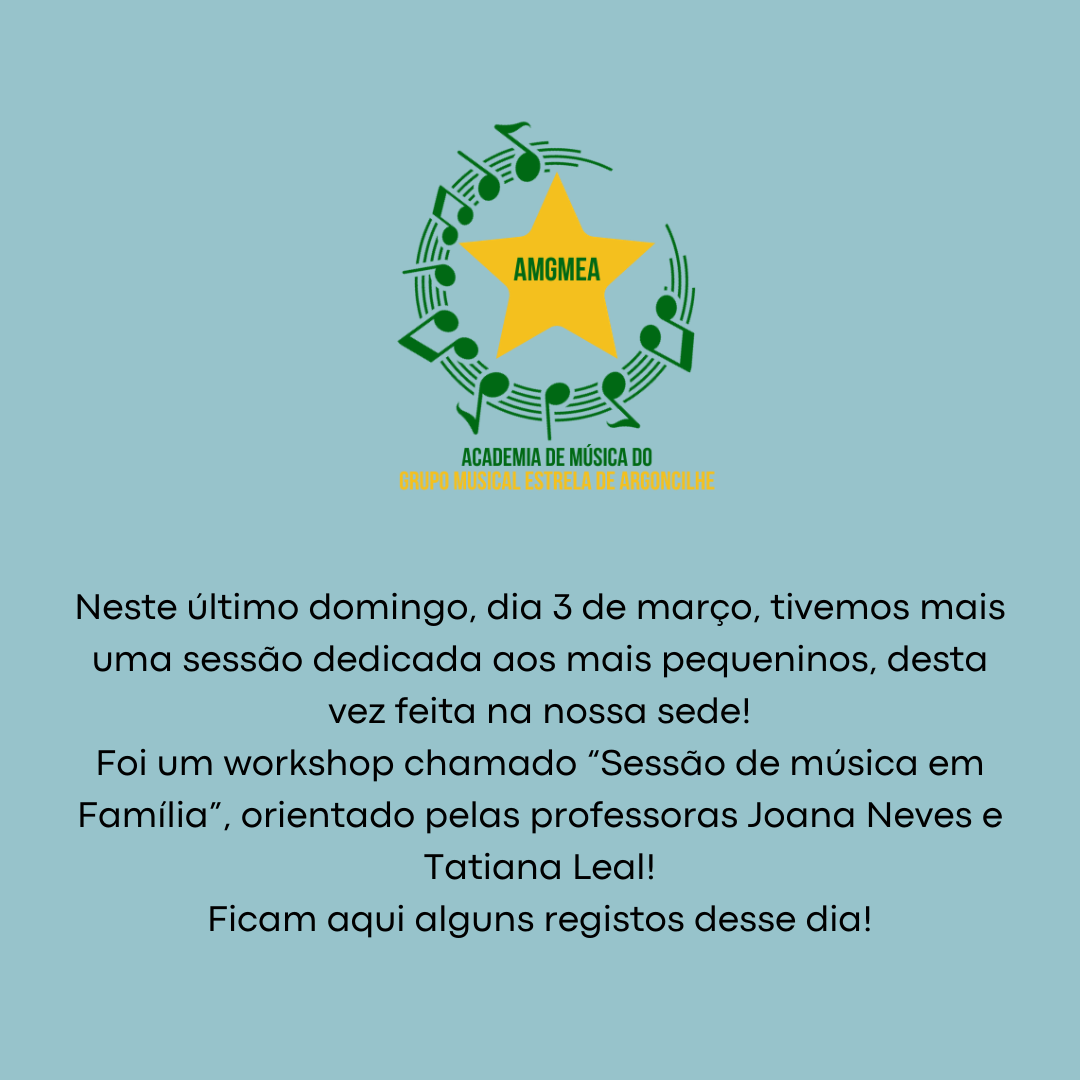 AMGMEA
ACADEMIA DE MÚSICA DO
GRUPO MUSICAL ESTRELA DE ARGONCILHE
Neste último domingo, dia 3 de março, tivemos mais
uma sessão dedicada aos mais pequeninos, desta
vez feita na nossa sede!
Foi um workshop chamado “Sessão de música em
Família”, orientado pelas professoras Joana Neves e
Tatiana Leal!
Ficam aqui alguns registos desse dia!